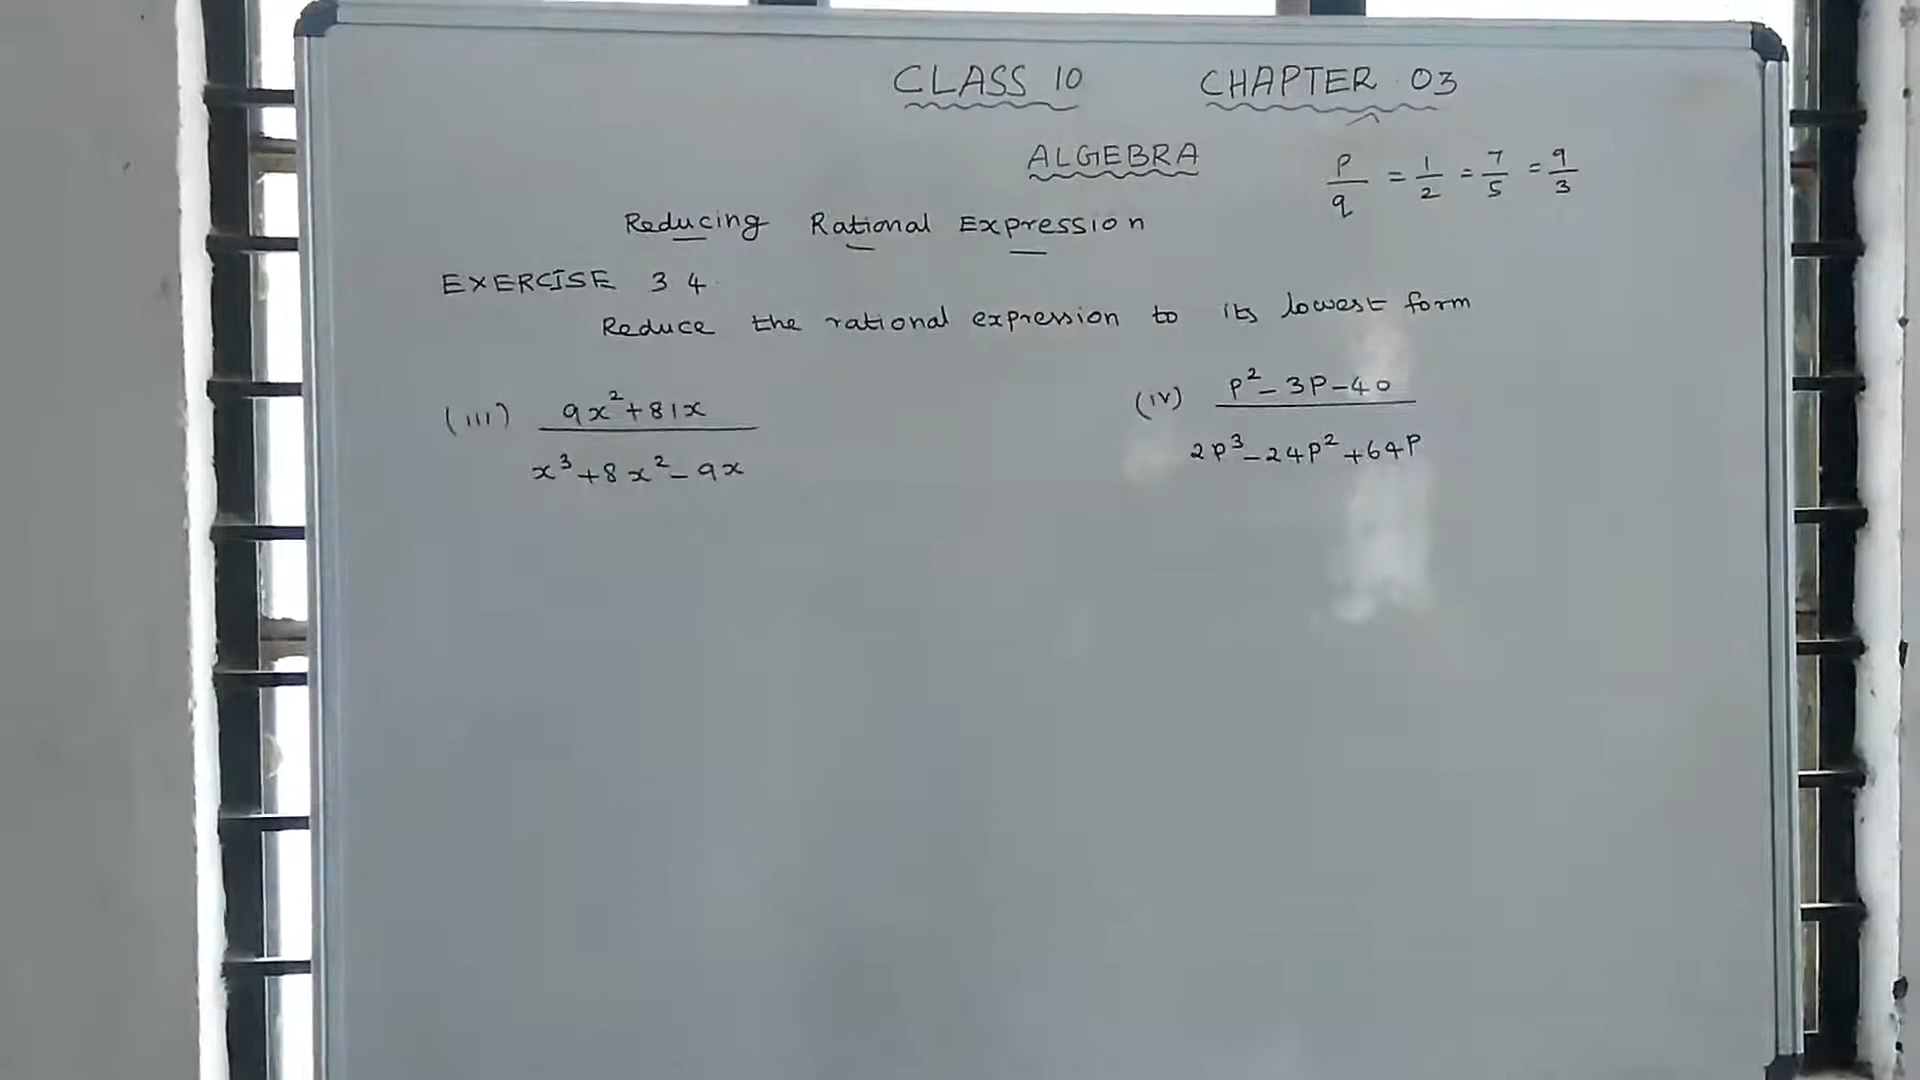 CLASS 10 CHAPTER 03
ALGEBRA
p/q = 1/2 = 7/5 = 9/3
Reducing Rational Expression
EXERCISE 3 4
Reduce the rational expression to its lowest form
(iii) 9x²+81x / x³+8x²-9x
(iv) p²-3p-40 / 2p³-24p²+64p